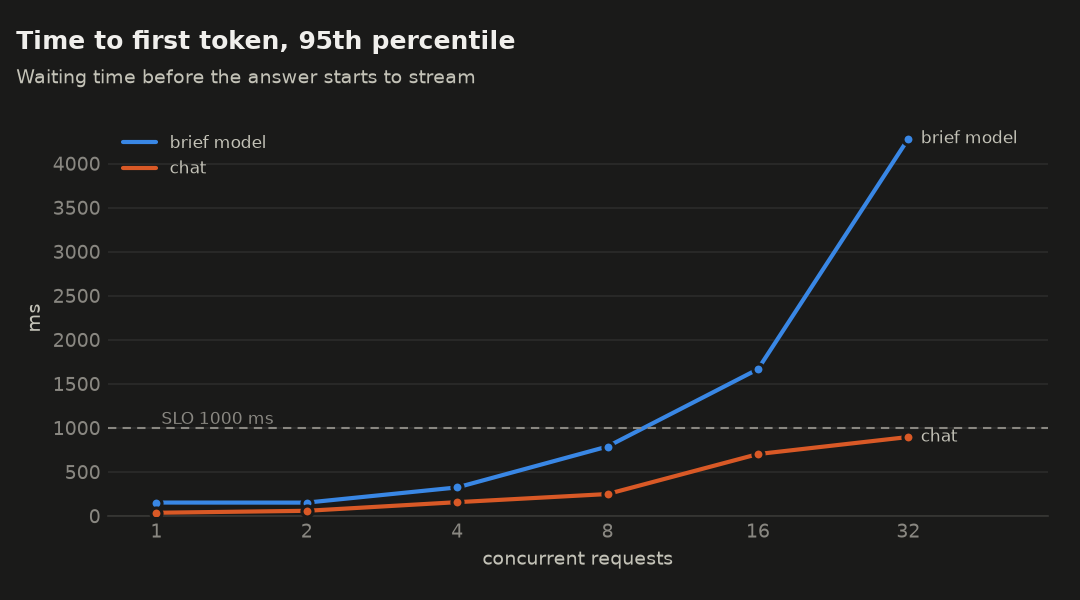 Time to first token, 95th percentile
Waiting time before the answer starts to stream
brief model
chat
brief model
4000
3500
3000
2500
2000
1500
1000
500
0
ms
SLO 1000 ms
chat
1 2 4 8 16 32
concurrent requests